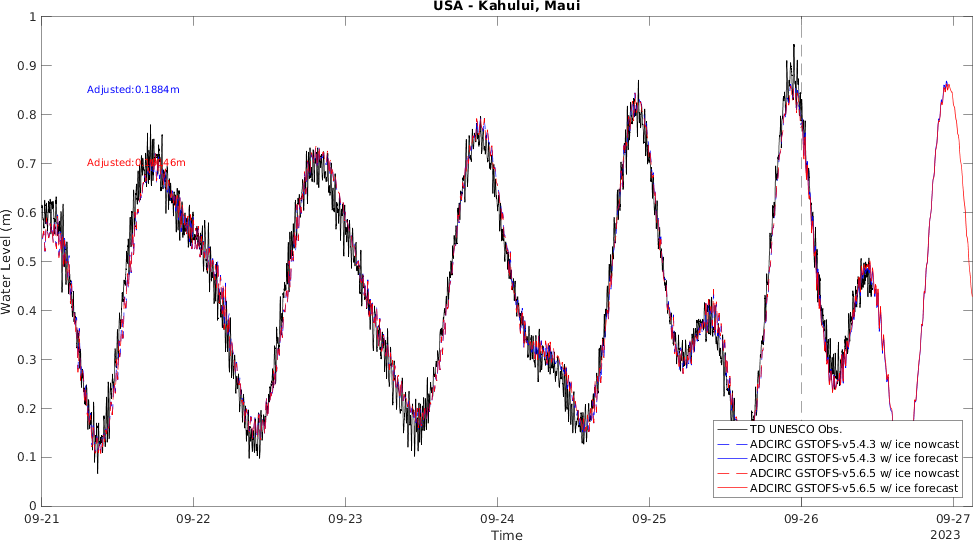 USA - Kahului, Maui
1
0.9
0.8
0.7
0.6
0.5
0.4
0.3
0.2
0.1
0
Water Level (m)
Adjusted:0.1884m
TD UNESCO Obs.
ADCIRC GSTOFS-v5.4.3 w/ ice nowcast
ADCIRC GSTOFS-v5.4.3 w/ ice forecast
ADCIRC GSTOFS-v5.6.5 w/ ice nowcast
ADCIRC GSTOFS-v5.6.5 w/ ice forecast
09-21
09-22
09-23
09-24
09-25
09-26
09-27
Time
2023